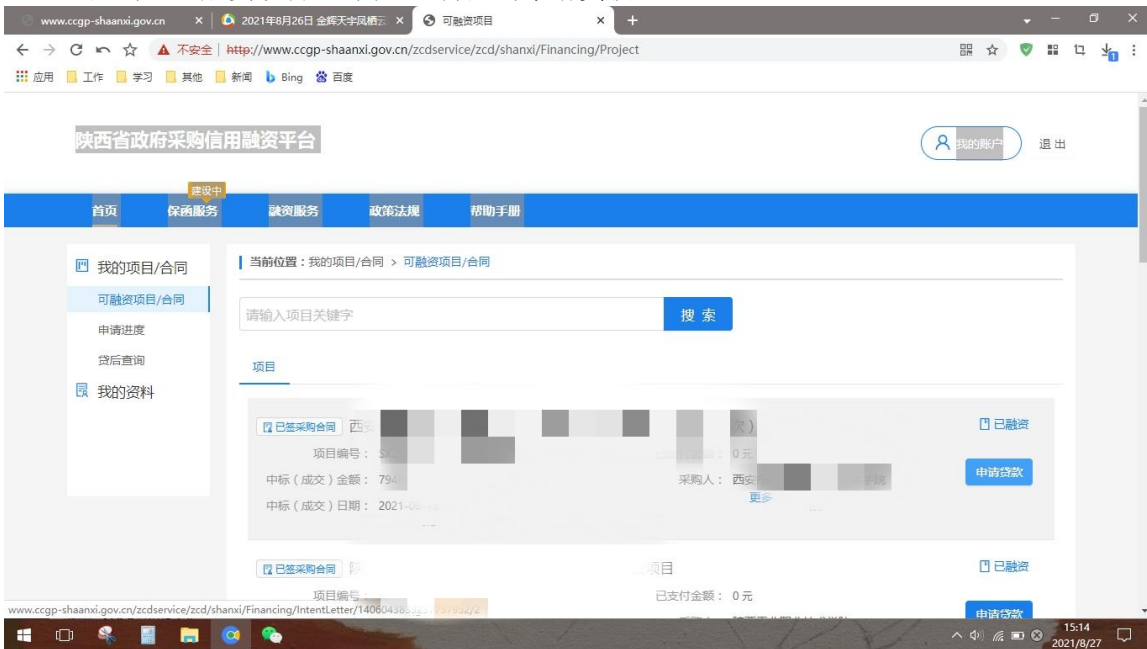 www.ccgp-shaanxi.gov.cn
2021年8月26日 金辉天宇凤栖云
可融资项目
不安全 http://www.ccgp-shaanxi.gov.cn/zcdservice/zcd/shanxi/Financing/Project
应用 工作 学习 其他 新闻 Bing 百度
陕西省政府采购信用融资平台
我的账户 退出
建设中
首页 保函服务 融资服务 政策法规 帮助手册
我的项目/合同
当前位置：我的项目/合同 > 可融资项目/合同
可融资项目/合同
请输入项目关键字 搜索
申请进度
贷后查询
项目
我的资料
已签采购合同 西安 次） 已融资
项目编号： 0元
中标（成交）金额：794 采购人：西安 学院 申请贷款
更多
中标（成交）日期：2021-0
已签采购合同 项目 已融资
项目编号： 已支付金额：0元
申请贷款
www.ccgp-shaanxi.gov.cn/zcdservice/zcd/shanxi/Financing/IntentLetter/
15:14
2021/8/27